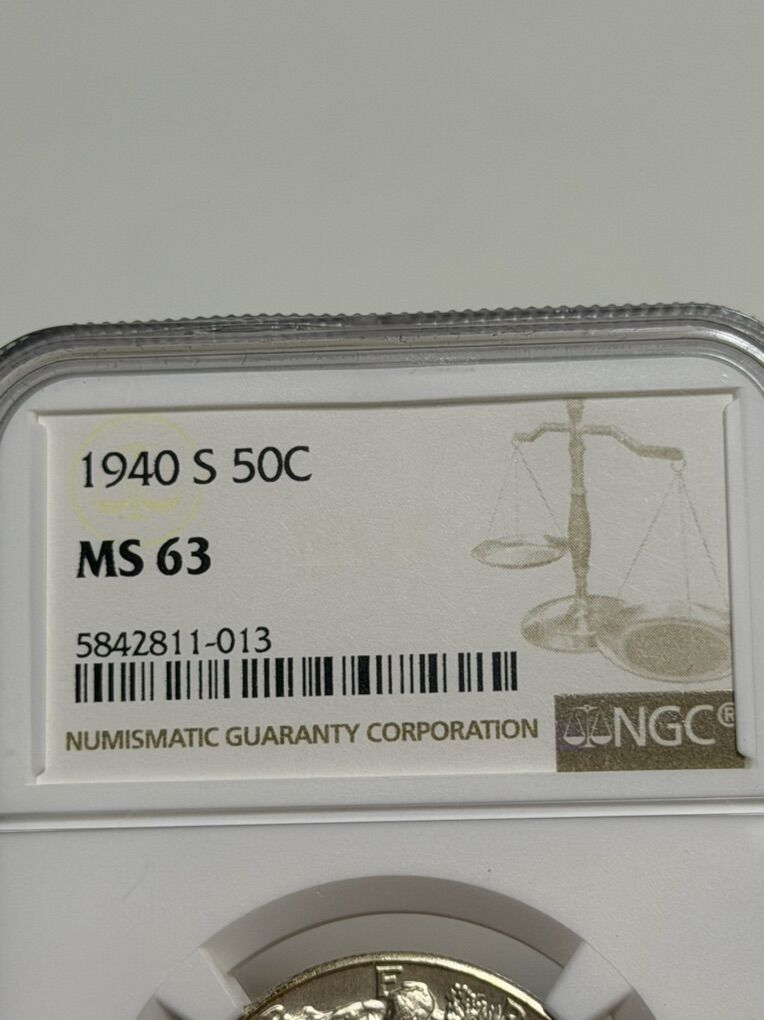 1940 S 50C
MS 63
5842811-013
NUMISMATIC GUARANTY CORPORATION
NGC®
E